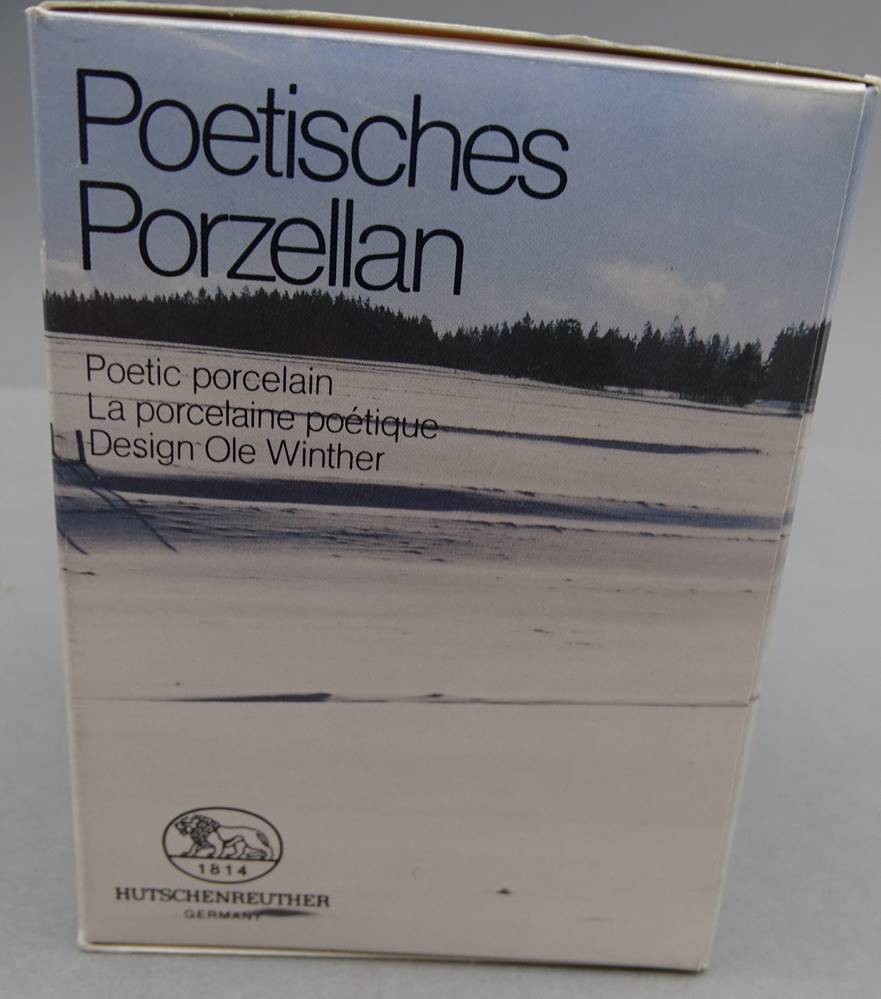 Poetisches
Porzellan
Poetic porcelain
La porcelaine poétique
Design Ole Winther
1814
HUTSCHENREUTHER
GERMANY